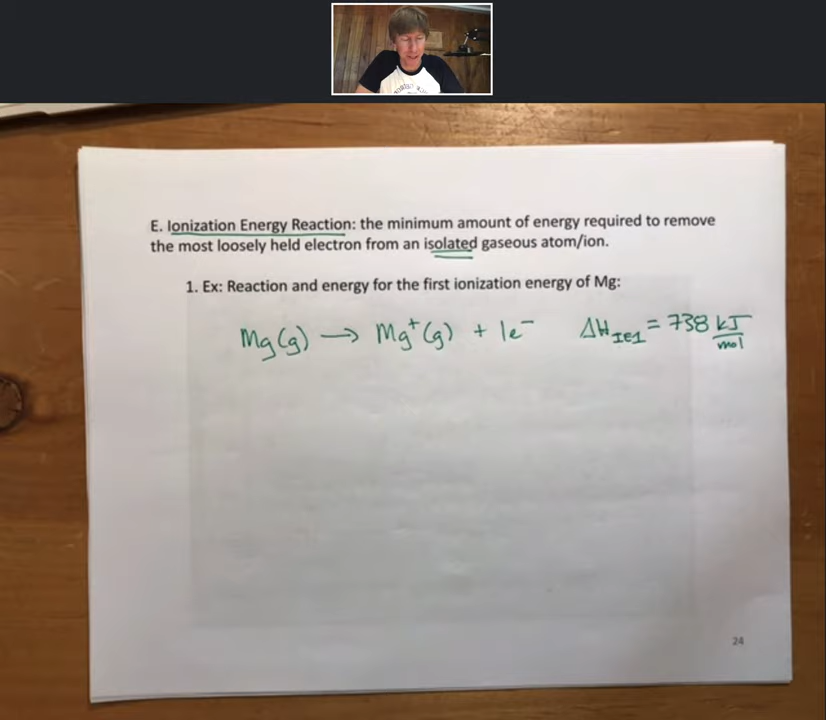 E. Ionization Energy Reaction: the minimum amount of energy required to remove
the most loosely held electron from an isolated gaseous atom/ion.
1. Ex: Reaction and energy for the first ionization energy of Mg:
Mg(g) → Mg⁺(g) + 1e⁻ ΔH_IE1 = 738 kJ/mol
24